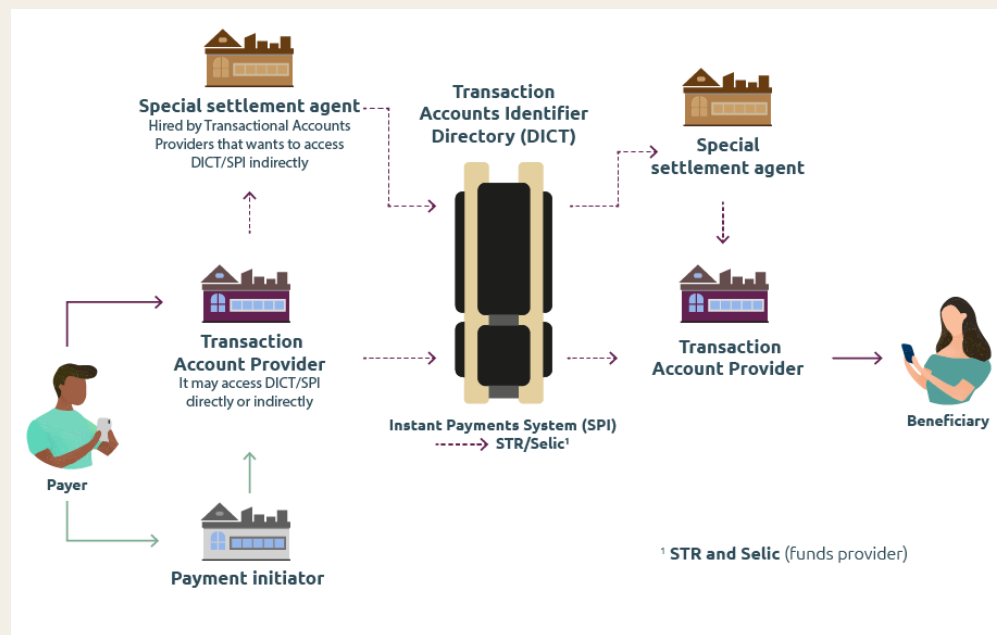 Special settlement agent
Hired by Transactional Accounts
Providers that wants to access
DICT/SPI indirectly
Transaction
Accounts Identifier
Directory (DICT)
Special
settlement agent
Transaction
Account Provider
It may access DICT/SPI
directly or indirectly
Transaction
Account Provider
Payer
Beneficiary
Instant Payments System (SPI)
STR/Selic¹
Payment initiator
¹ STR and Selic (funds provider)